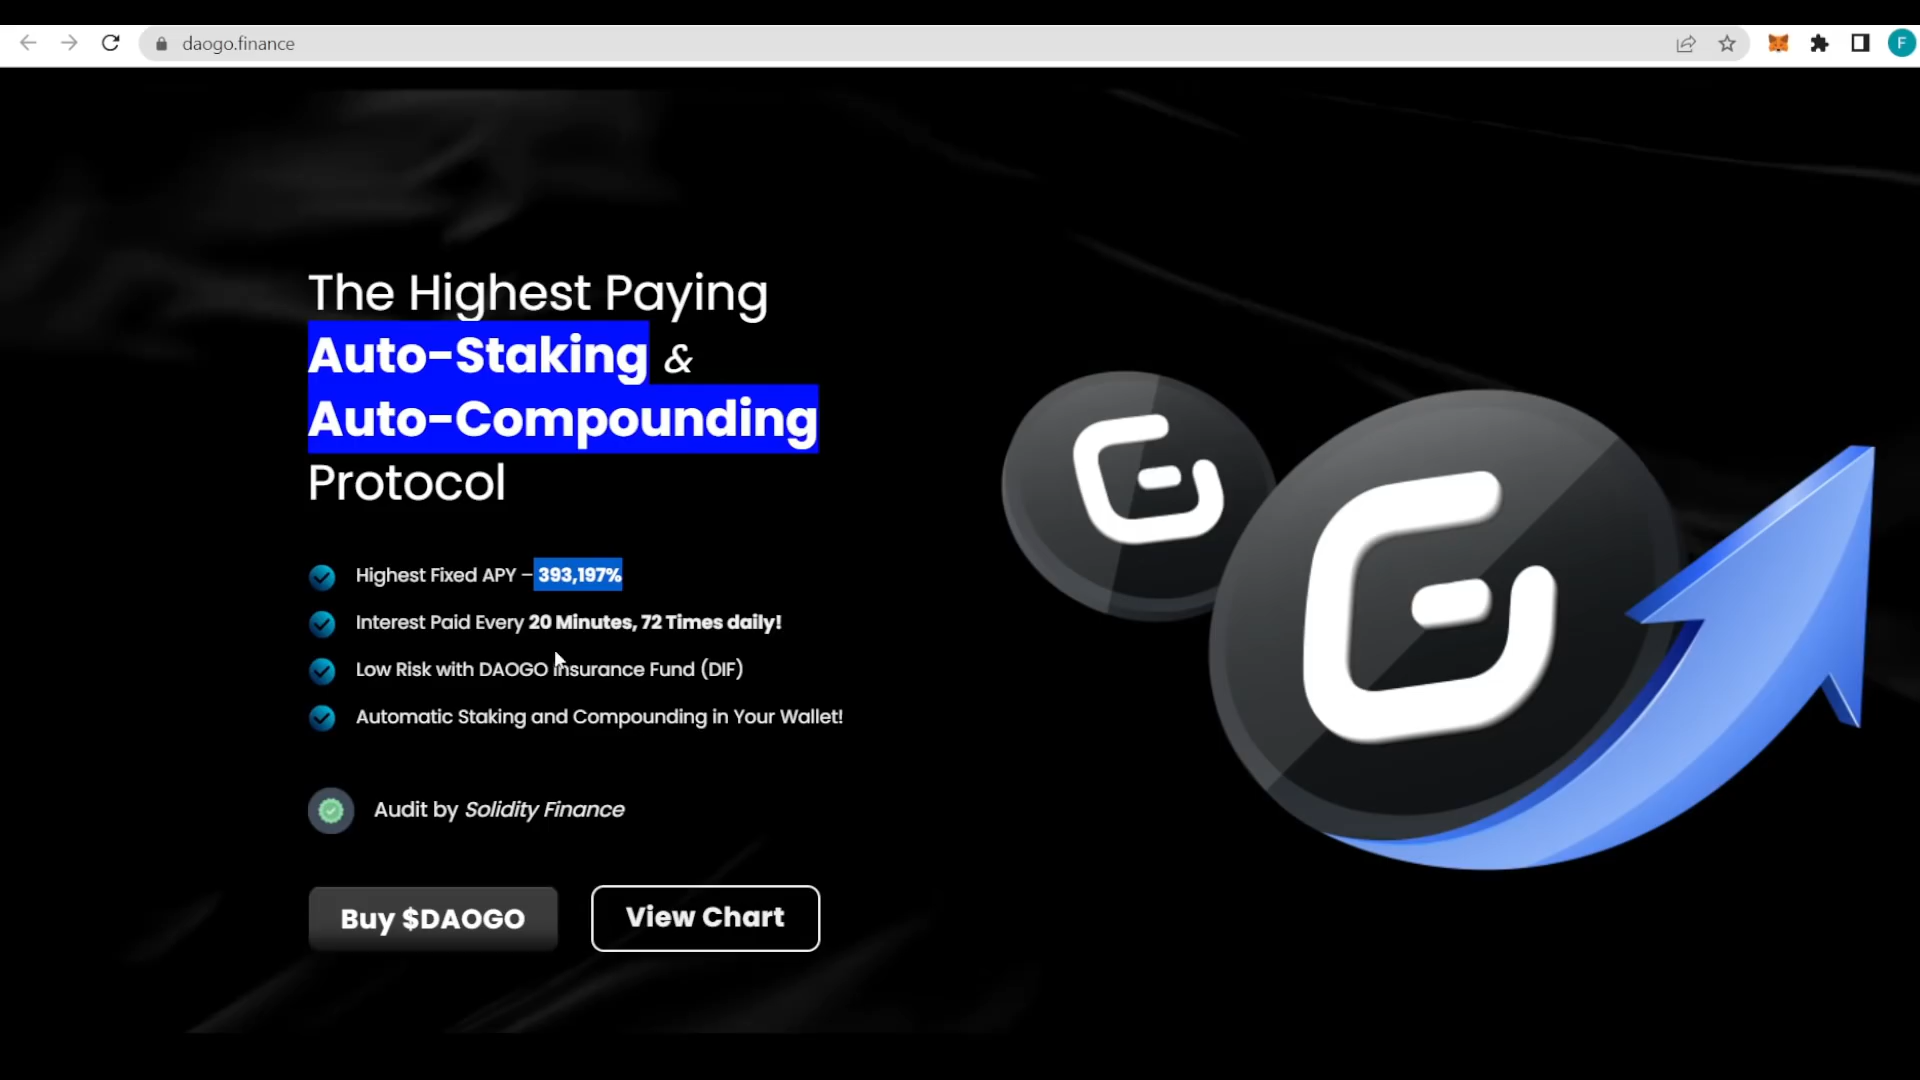 daogo.finance
F
The Highest Paying
Auto-Staking &
Auto-Compounding
Protocol
Highest Fixed APY – 393,197%
Interest Paid Every 20 Minutes, 72 Times daily!
Low Risk with DAOGO Insurance Fund (DIF)
Automatic Staking and Compounding in Your Wallet!
Audit by Solidity Finance
Buy $DAOGO
View Chart